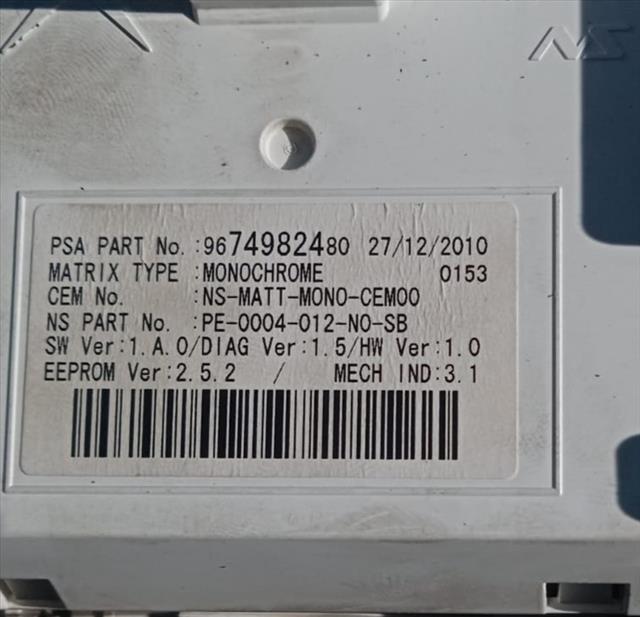 NS
PSA PART No. :9674982480 27/12/2010
MATRIX TYPE :MONOCHROME 0153
CEM No. :NS-MATT-MONO-CEM00
NS PART No. :PE-0004-012-NO-SB
SW Ver:1.A.0/DIAG Ver:1.5/HW Ver:1.0
EEPROM Ver:2.5.2 / MECH IND:3.1